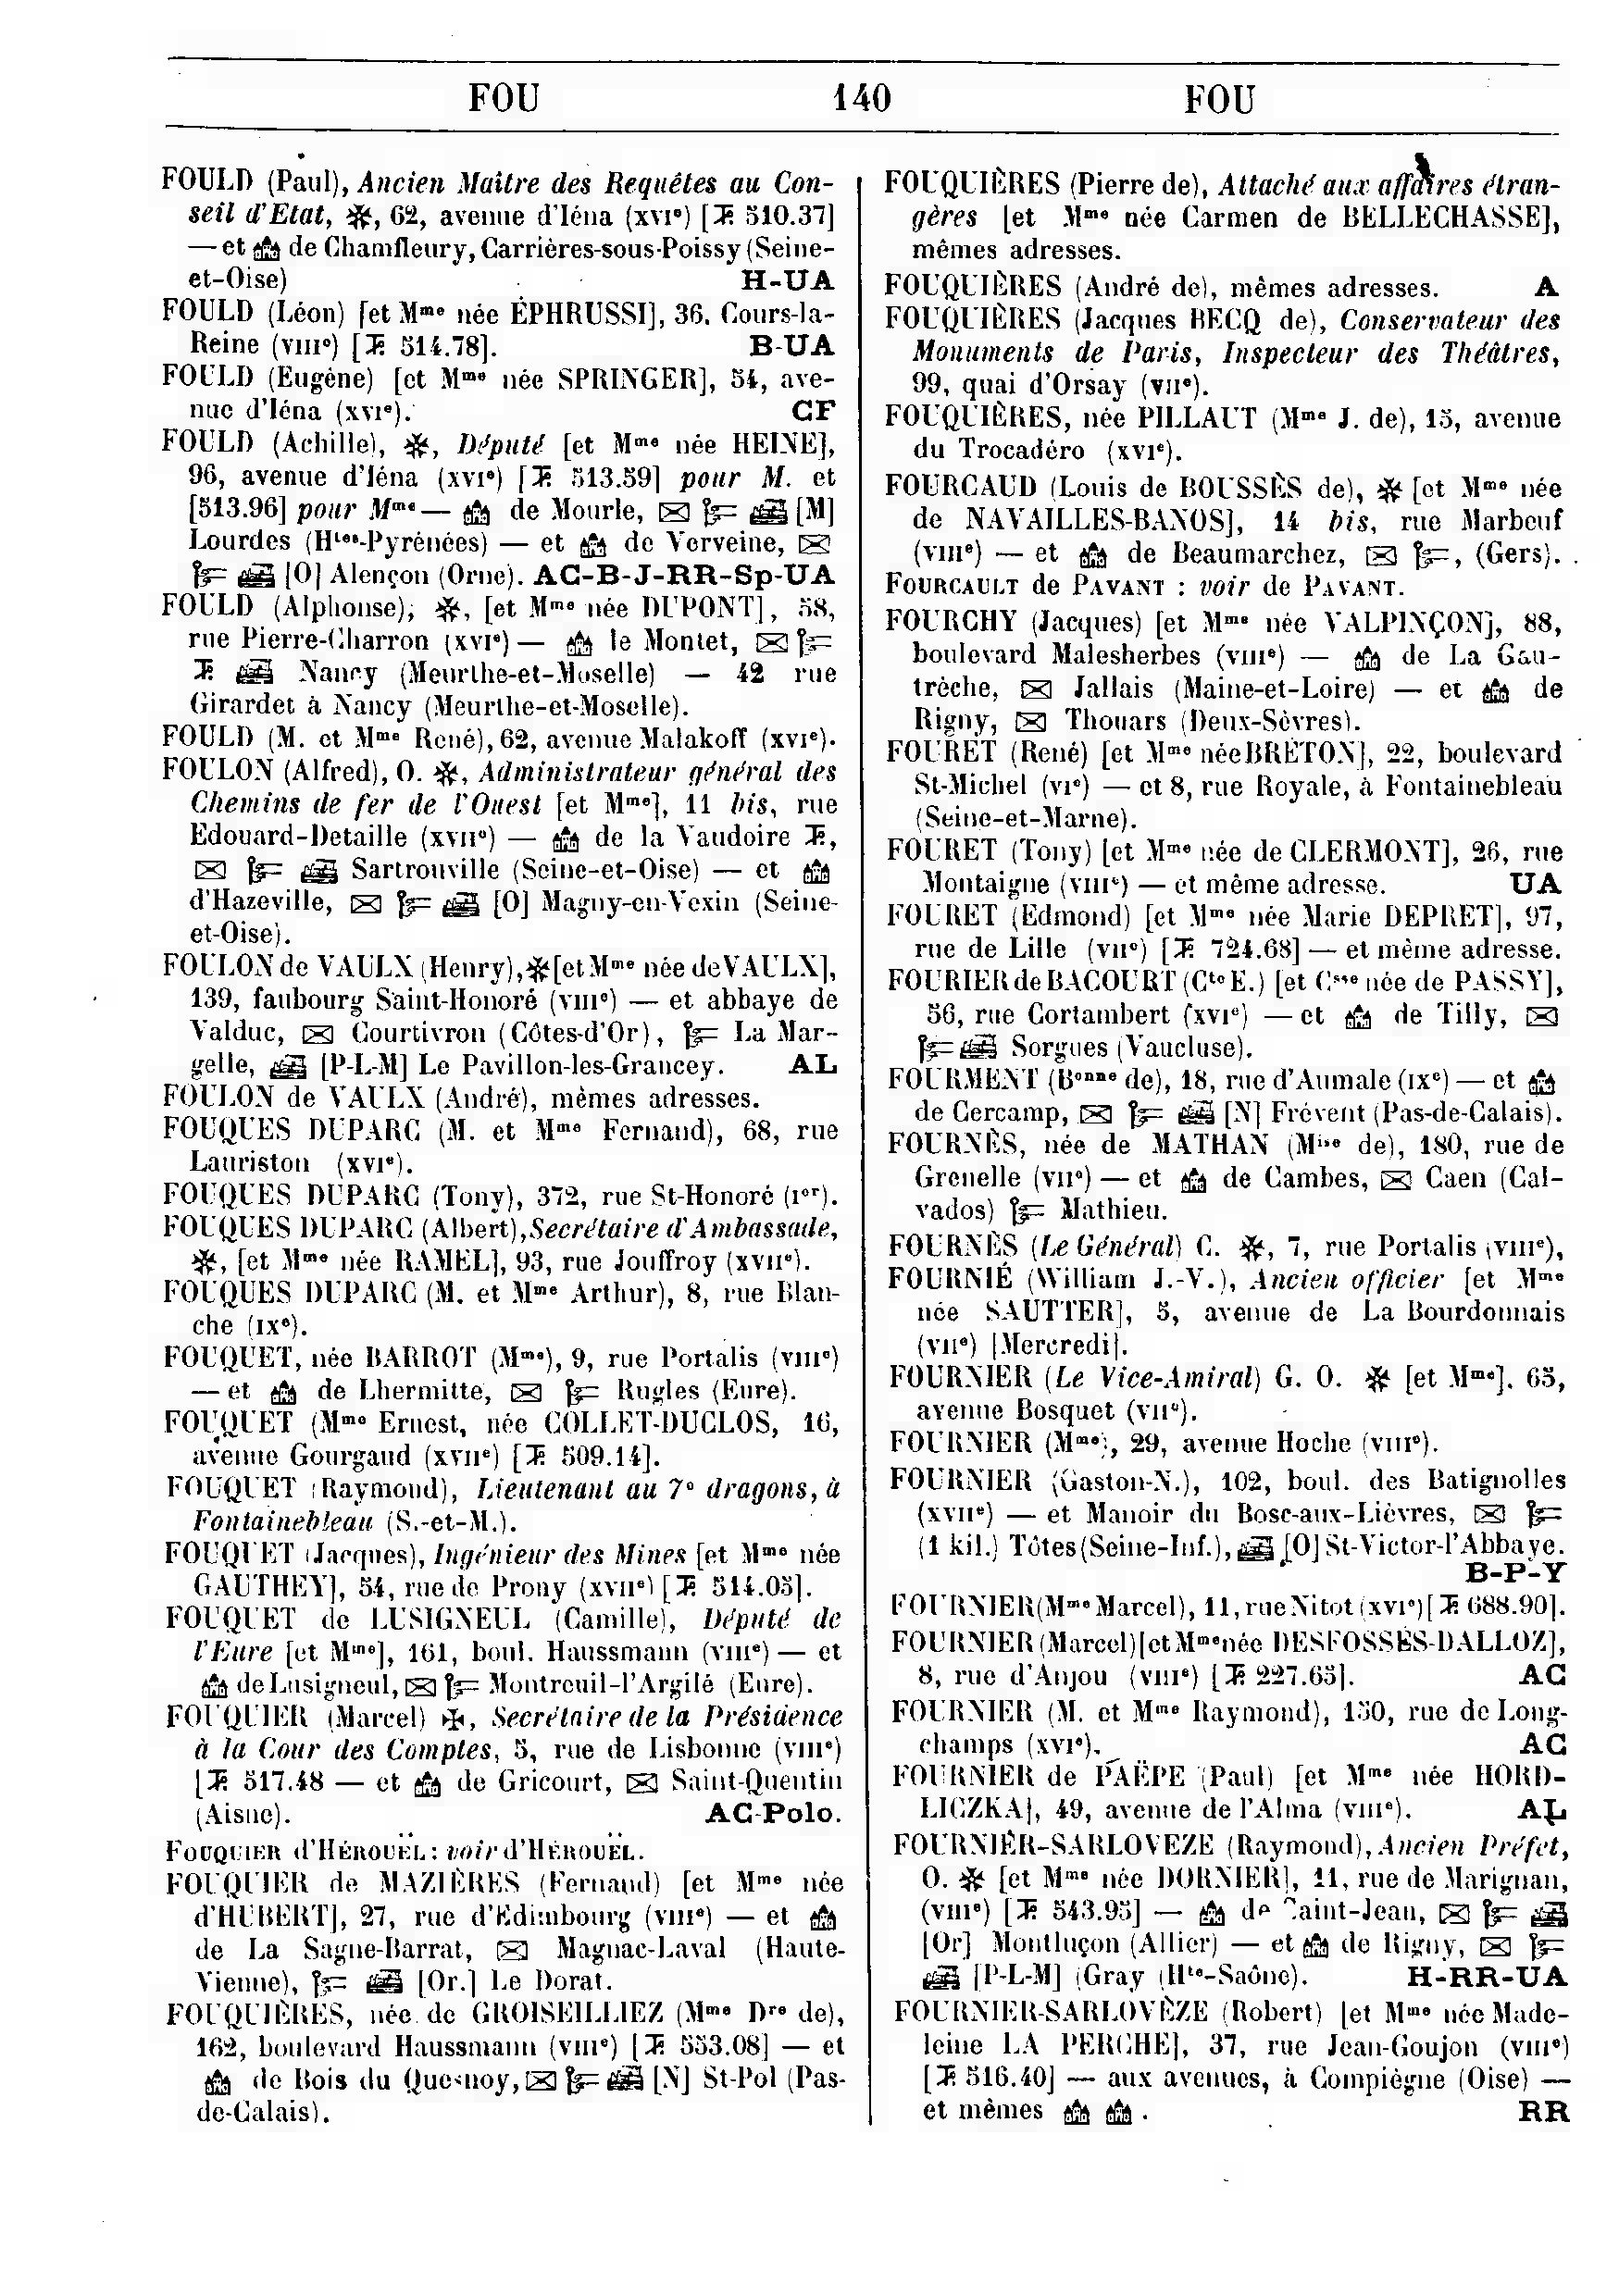 FOU 140 FOU
FOULD (Paul), Ancien Maître des Requêtes au Con-
seil d'Etat, ✻, 62, avenue d'Iéna (XVIe) [T. 510.37]
— et de Chamfleury, Carrières-sous-Poissy (Seine-
et-Oise) H-UA
FOULD (Léon) [et Mme née ÉPHRUSSI], 36, Cours-la-
Reine (VIIIe) [T. 514.78]. B-UA
FOULD (Eugène) [et Mme née SPRINGER], 54, ave-
nue d'Iéna (XVIe). CF
FOULD (Achille), ✻, Député [et Mme née HEINE],
96, avenue d'Iéna (XVIe) [T. 513.59] pour M. et
[513.96] pour Mme — de Mourle, [M]
Lourdes (Htes-Pyrénées) — et de Verveine,
[O] Alençon (Orne). AC-B-J-RR-Sp-UA
FOULD (Alphonse), ✻, [et Mme née DUPONT], 58,
rue Pierre-Charron (XVIe) — le Montet,
T. Nancy (Meurthe-et-Moselle) — 42 rue
Girardet à Nancy (Meurthe-et-Moselle).
FOULD (M. et Mme René), 62, avenue Malakoff (XVIe).
FOULON (Alfred), O. ✻, Administrateur général des
Chemins de fer de l'Ouest [et Mme], 11 bis, rue
Edouard-Detaille (XVIIe) — de la Vaudoire T.,
Sartrouville (Seine-et-Oise) — et
d'Hazeville, [O] Magny-en-Vexin (Seine-
et-Oise).
FOULON de VAULX (Henry), ✻ [et Mme née de VAULX],
139, faubourg Saint-Honoré (VIIIe) — et abbaye de
Valduc, Courtivron (Côtes-d'Or), La Mar-
gelle, [P-L-M] Le Pavillon-les-Grancey. AL
FOULON de VAULX (André), mêmes adresses.
FOUQUES DUPARC (M. et Mme Fernand), 68, rue
Lauriston (XVIe).
FOUQUES DUPARC (Tony), 372, rue St-Honoré (Ier).
FOUQUES DUPARC (Albert), Secrétaire d'Ambassade,
✻, [et Mme née RAMEL], 93, rue Jouffroy (XVIIe).
FOUQUES DUPARC (M. et Mme Arthur), 8, rue Blan-
che (IXe).
FOUQUET, née BARROT (Mme), 9, rue Portalis (VIIIe)
— et de Lhermitte, Rugles (Eure).
FOUQUET (Mme Ernest, née COLLET-DUCLOS, 16,
avenue Gourgaud (XVIIe) [T. 509.14].
FOUQUET (Raymond), Lieutenant au 7e dragons, à
Fontainebleau (S.-et-M.).
FOUQUET (Jacques), Ingénieur des Mines [et Mme née
GAUTHEY], 54, rue de Prony (XVIIe) [T. 514.05].
FOUQUET de LUSIGNEUL (Camille), Député de
l'Eure [et Mme], 161, boul. Haussmann (VIIIe) — et
de Lusigneul, Montreuil-l'Argilé (Eure).
FOUQUIER (Marcel) ✠, Secrétaire de la Présidence
à la Cour des Comptes, 5, rue de Lisbonne (VIIIe)
[T. 517.48 — et de Gricourt, Saint-Quentin
(Aisne). AC-Polo.
FOUQUIER d'HÉROUËL : voir d'HÉROUËL.
FOUQUIER de MAZIÈRES (Fernand) [et Mme née
d'HUBERT], 27, rue d'Edimbourg (VIIIe) — et
de La Sagne-Barrat, Magnac-Laval (Haute-
Vienne), [Or.] Le Dorat.
FOUQUIÈRES, née de GROISEILLIEZ (Mme Dre de),
162, boulevard Haussmann (VIIIe) [T. 553.08] — et
de Bois du Quesnoy, [N] St-Pol (Pas-
de-Calais).
FOUQUIÈRES (Pierre de), Attaché aux affaires étran-
gères [et Mme née Carmen de BELLECHASSE],
mêmes adresses.
FOUQUIÈRES (André de), mêmes adresses. A
FOUQUIÈRES (Jacques BECQ de), Conservateur des
Monuments de Paris, Inspecteur des Théâtres,
99, quai d'Orsay (VIIe).
FOUQUIÈRES, née PILLAUT (Mme J. de), 15, avenue
du Trocadéro (XVIe).
FOURCAUD (Louis de BOUSSÈS de), ✻ [et Mme née
de NAVAILLES-BANOS], 14 bis, rue Marbeuf
(VIIIe) — et de Beaumarchez, , (Gers).
FOURCAULT de PAVANT : voir de PAVANT.
FOURCHY (Jacques) [et Mme née VALPINÇON], 88,
boulevard Malesherbes (VIIIe) — de La Gau-
trèche, Jallais (Maine-et-Loire) — et de
Rigny, Thouars (Deux-Sèvres).
FOURET (René) [et Mme née BRETON], 22, boulevard
St-Michel (VIe) — et 8, rue Royale, à Fontainebleau
(Seine-et-Marne).
FOURET (Tony) [et Mme née de CLERMONT], 26, rue
Montaigne (VIIIe) — et même adresse. UA
FOURET (Edmond) [et Mme née Marie DEPRET], 97,
rue de Lille (VIIe) [T. 724.68] — et même adresse.
FOURIER de BACOURT (Cte E.) [et Csse née de PASSY],
56, rue Cortambert (XVIe) — et de Tilly,
Sorgues (Vaucluse).
FOURMENT (Bonne de), 18, rue d'Aumale (IXe) — et
de Cercamp, [N] Frévent (Pas-de-Calais).
FOURNÈS, née de MATHAN (Mise de), 180, rue de
Grenelle (VIIe) — et de Cambes, Caen (Cal-
vados) Mathieu.
FOURNÈS (Le Général) C. ✻, 7, rue Portalis (VIIIe),
FOURNIÉ (William J.-V.), Ancien officier [et Mme
née SAUTTER], 5, avenue de La Bourdonnais
(VIIe) [Mercredi].
FOURNIER (Le Vice-Amiral) G. O. ✻ [et Mme]. 65,
avenue Bosquet (VIIe).
FOURNIER (Mme), 29, avenue Hoche (VIIIe).
FOURNIER (Gaston-N.), 102, boul. des Batignolles
(XVIIe) — et Manoir du Bosc-aux-Lièvres,
(1 kil.) Tôtes (Seine-Inf.), [O] St-Victor-l'Abbaye.
B-P-Y
FOURNIER (Mme Marcel), 11, rue Nitot (XVIe) [T. 688.90].
FOURNIER (Marcel) [et Mme née DESFOSSÉS-DALLOZ],
8, rue d'Anjou (VIIIe) [T. 227.65]. AC
FOURNIER (M. et Mme Raymond), 150, rue de Long-
champs (XVIe). AC
FOURNIER de PAËPE (Paul) [et Mme née HORD-
LICZKA], 49, avenue de l'Alma (VIIIe). AL
FOURNIER-SARLOVEZE (Raymond), Ancien Préfet,
O. ✻ [et Mme née DORNIER], 11, rue de Marignan,
(VIIIe) [T. 543.95] — de Saint-Jean,
[Or] Montluçon (Allier) — et de Rigny,
[P-L-M] (Gray (Hte-Saône). H-RR-UA
FOURNIER-SARLOVÈZE (Robert) [et Mme née Made-
leine LA PERCHE], 37, rue Jean-Goujon (VIIIe)
[T. 516.40] — aux avenues, à Compiègne (Oise) —
et mêmes . RR